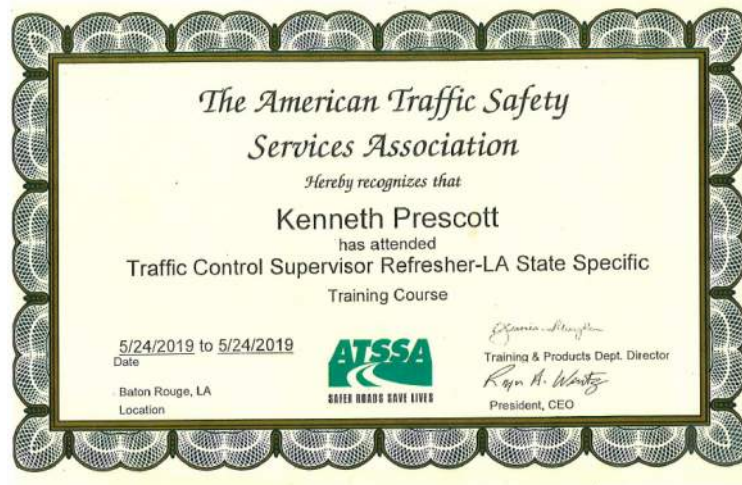 The American Traffic Safety
Services Association
Hereby recognizes that
Kenneth Prescott
has attended
Traffic Control Supervisor Refresher-LA State Specific
Training Course
5/24/2019 to 5/24/2019
Date
Baton Rouge, LA
Location
ATSSA
SAFER ROADS SAVE LIVES
Training & Products Dept. Director
President, CEO